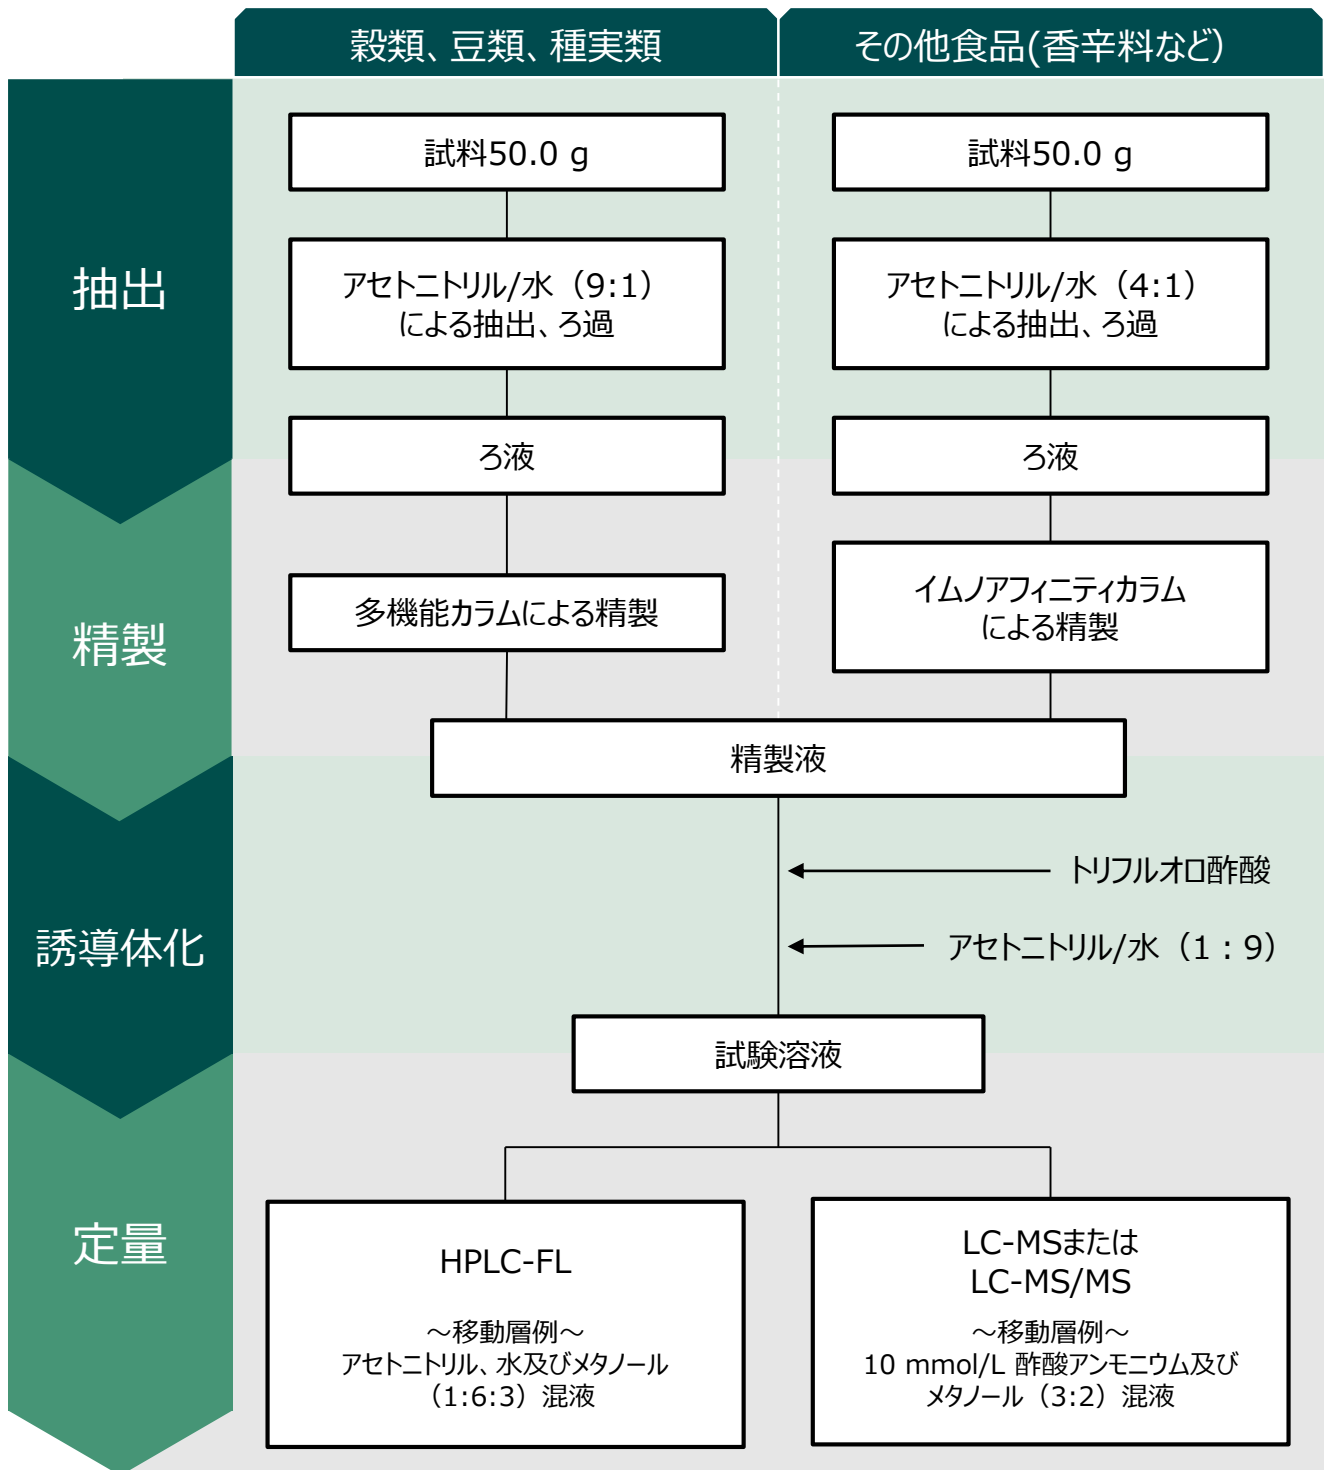 穀類、豆類、種実類
その他食品(香辛料など)
抽出
試料50.0 g
試料50.0 g
アセトニトリル/水（9:1）
による抽出、ろ過
アセトニトリル/水（4:1）
による抽出、ろ過
ろ液
ろ液
精製
多機能カラムによる精製
イムノアフィニティカラム
による精製
精製液
誘導体化
トリフルオロ酢酸
アセトニトリル/水（1：9）
試験溶液
定量
HPLC-FL
～移動層例～
アセトニトリル、水及びメタノール
（1:6:3）混液
LC-MSまたは
LC-MS/MS
～移動層例～
10 mmol/L 酢酸アンモニウム及び
メタノール（3:2）混液